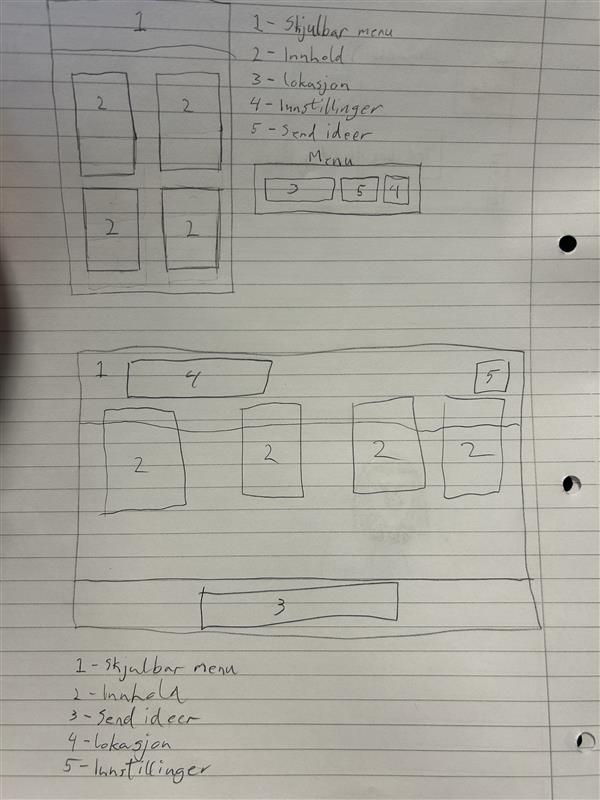 1
1 - Skjulbar menu
2 - Innhold
3 - Lokasjon
4 - Innstillinger
5 - Send ideer
2 2
2 2
Menu
3 5 4
1 4 5
2 2 2 2
3
1 - Skjulbar menu
2 - Innhold
3 - Send ideer
4 - Lokasjon
5 - Innstillinger